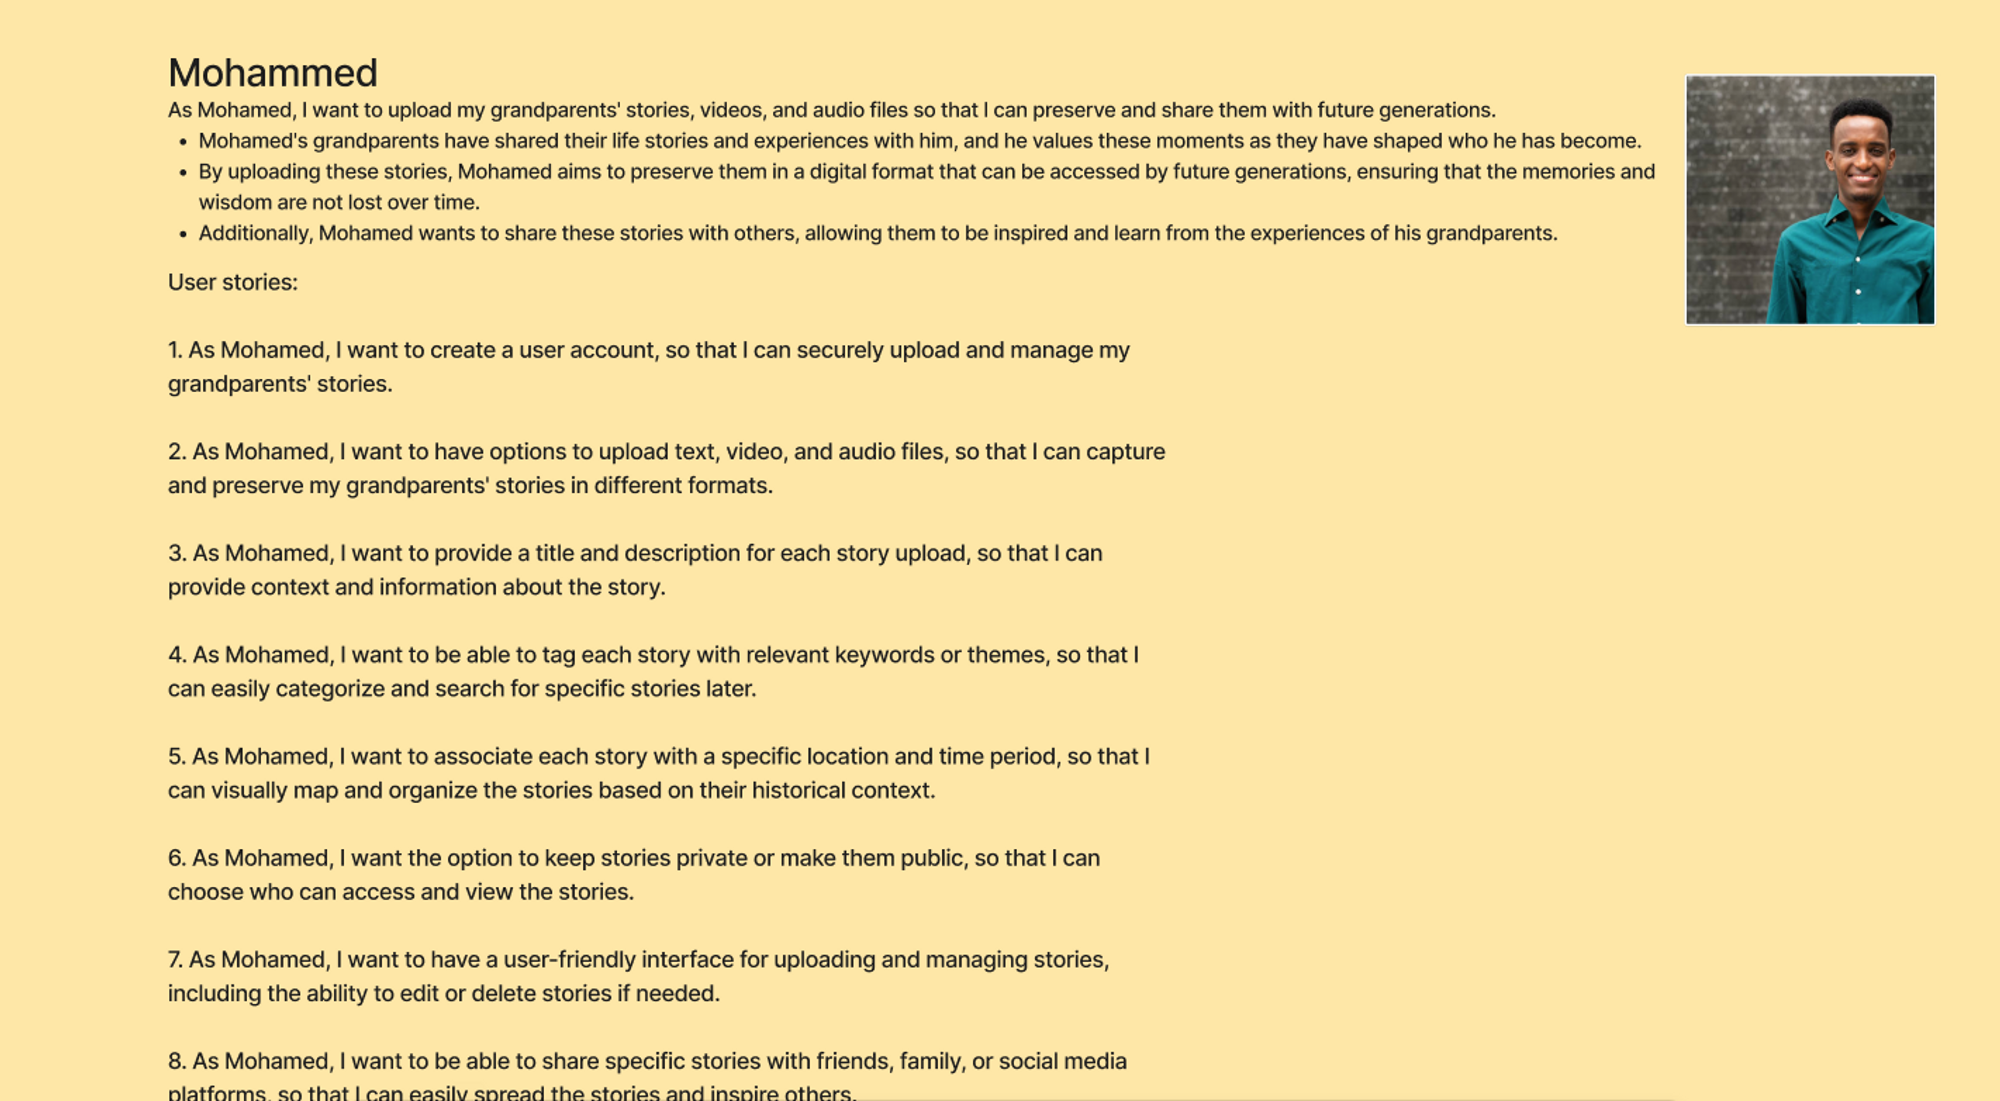 Mohammed
As Mohamed, I want to upload my grandparents' stories, videos, and audio files so that I can preserve and share them with future generations.
• Mohamed's grandparents have shared their life stories and experiences with him, and he values these moments as they have shaped who he has become.
• By uploading these stories, Mohamed aims to preserve them in a digital format that can be accessed by future generations, ensuring that the memories and
wisdom are not lost over time.
• Additionally, Mohamed wants to share these stories with others, allowing them to be inspired and learn from the experiences of his grandparents.
User stories:
1. As Mohamed, I want to create a user account, so that I can securely upload and manage my
grandparents' stories.
2. As Mohamed, I want to have options to upload text, video, and audio files, so that I can capture
and preserve my grandparents' stories in different formats.
3. As Mohamed, I want to provide a title and description for each story upload, so that I can
provide context and information about the story.
4. As Mohamed, I want to be able to tag each story with relevant keywords or themes, so that I
can easily categorize and search for specific stories later.
5. As Mohamed, I want to associate each story with a specific location and time period, so that I
can visually map and organize the stories based on their historical context.
6. As Mohamed, I want the option to keep stories private or make them public, so that I can
choose who can access and view the stories.
7. As Mohamed, I want to have a user-friendly interface for uploading and managing stories,
including the ability to edit or delete stories if needed.
8. As Mohamed, I want to be able to share specific stories with friends, family, or social media
platforms, so that I can easily spread the stories and inspire others.